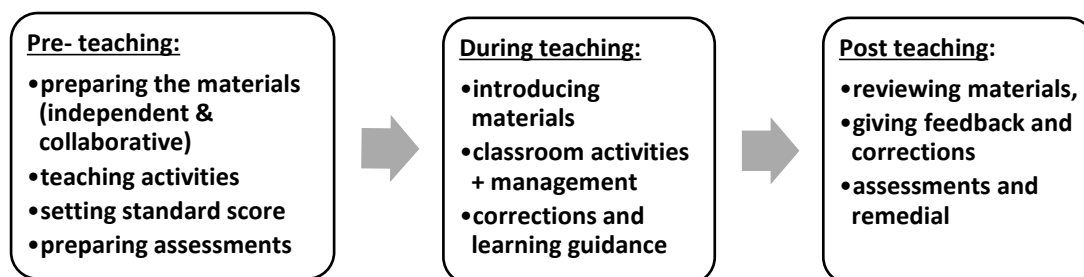 Pre- teaching:
•preparing the materials
(independent &
collaborative)
•teaching activities
•setting standard score
•preparing assessments
During teaching:
•introducing
materials
•classroom activities
+ management
•corrections and
learning guidance
Post teaching:
•reviewing materials,
•giving feedback and
corrections
•assessments and
remedial